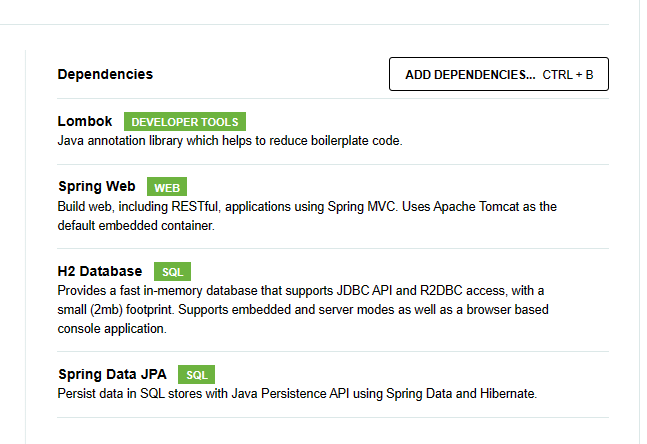 Dependencies
ADD DEPENDENCIES... CTRL + B
Lombok DEVELOPER TOOLS
Java annotation library which helps to reduce boilerplate code.
Spring Web WEB
Build web, including RESTful, applications using Spring MVC. Uses Apache Tomcat as the
default embedded container.
H2 Database SQL
Provides a fast in-memory database that supports JDBC API and R2DBC access, with a
small (2mb) footprint. Supports embedded and server modes as well as a browser based
console application.
Spring Data JPA SQL
Persist data in SQL stores with Java Persistence API using Spring Data and Hibernate.